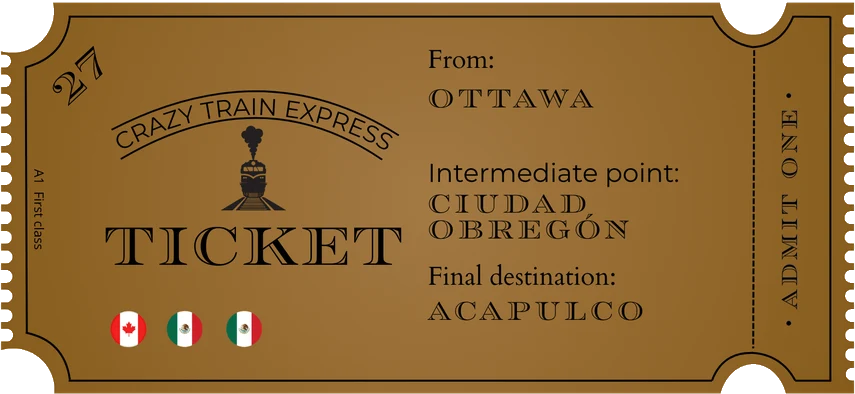 27
CRAZY TRAIN EXPRESS
TICKET
A1 First class
From:
OTTAWA
Intermediate point:
CIUDAD
OBREGÓN
Final destination:
ACAPULCO
• ADMIT ONE •